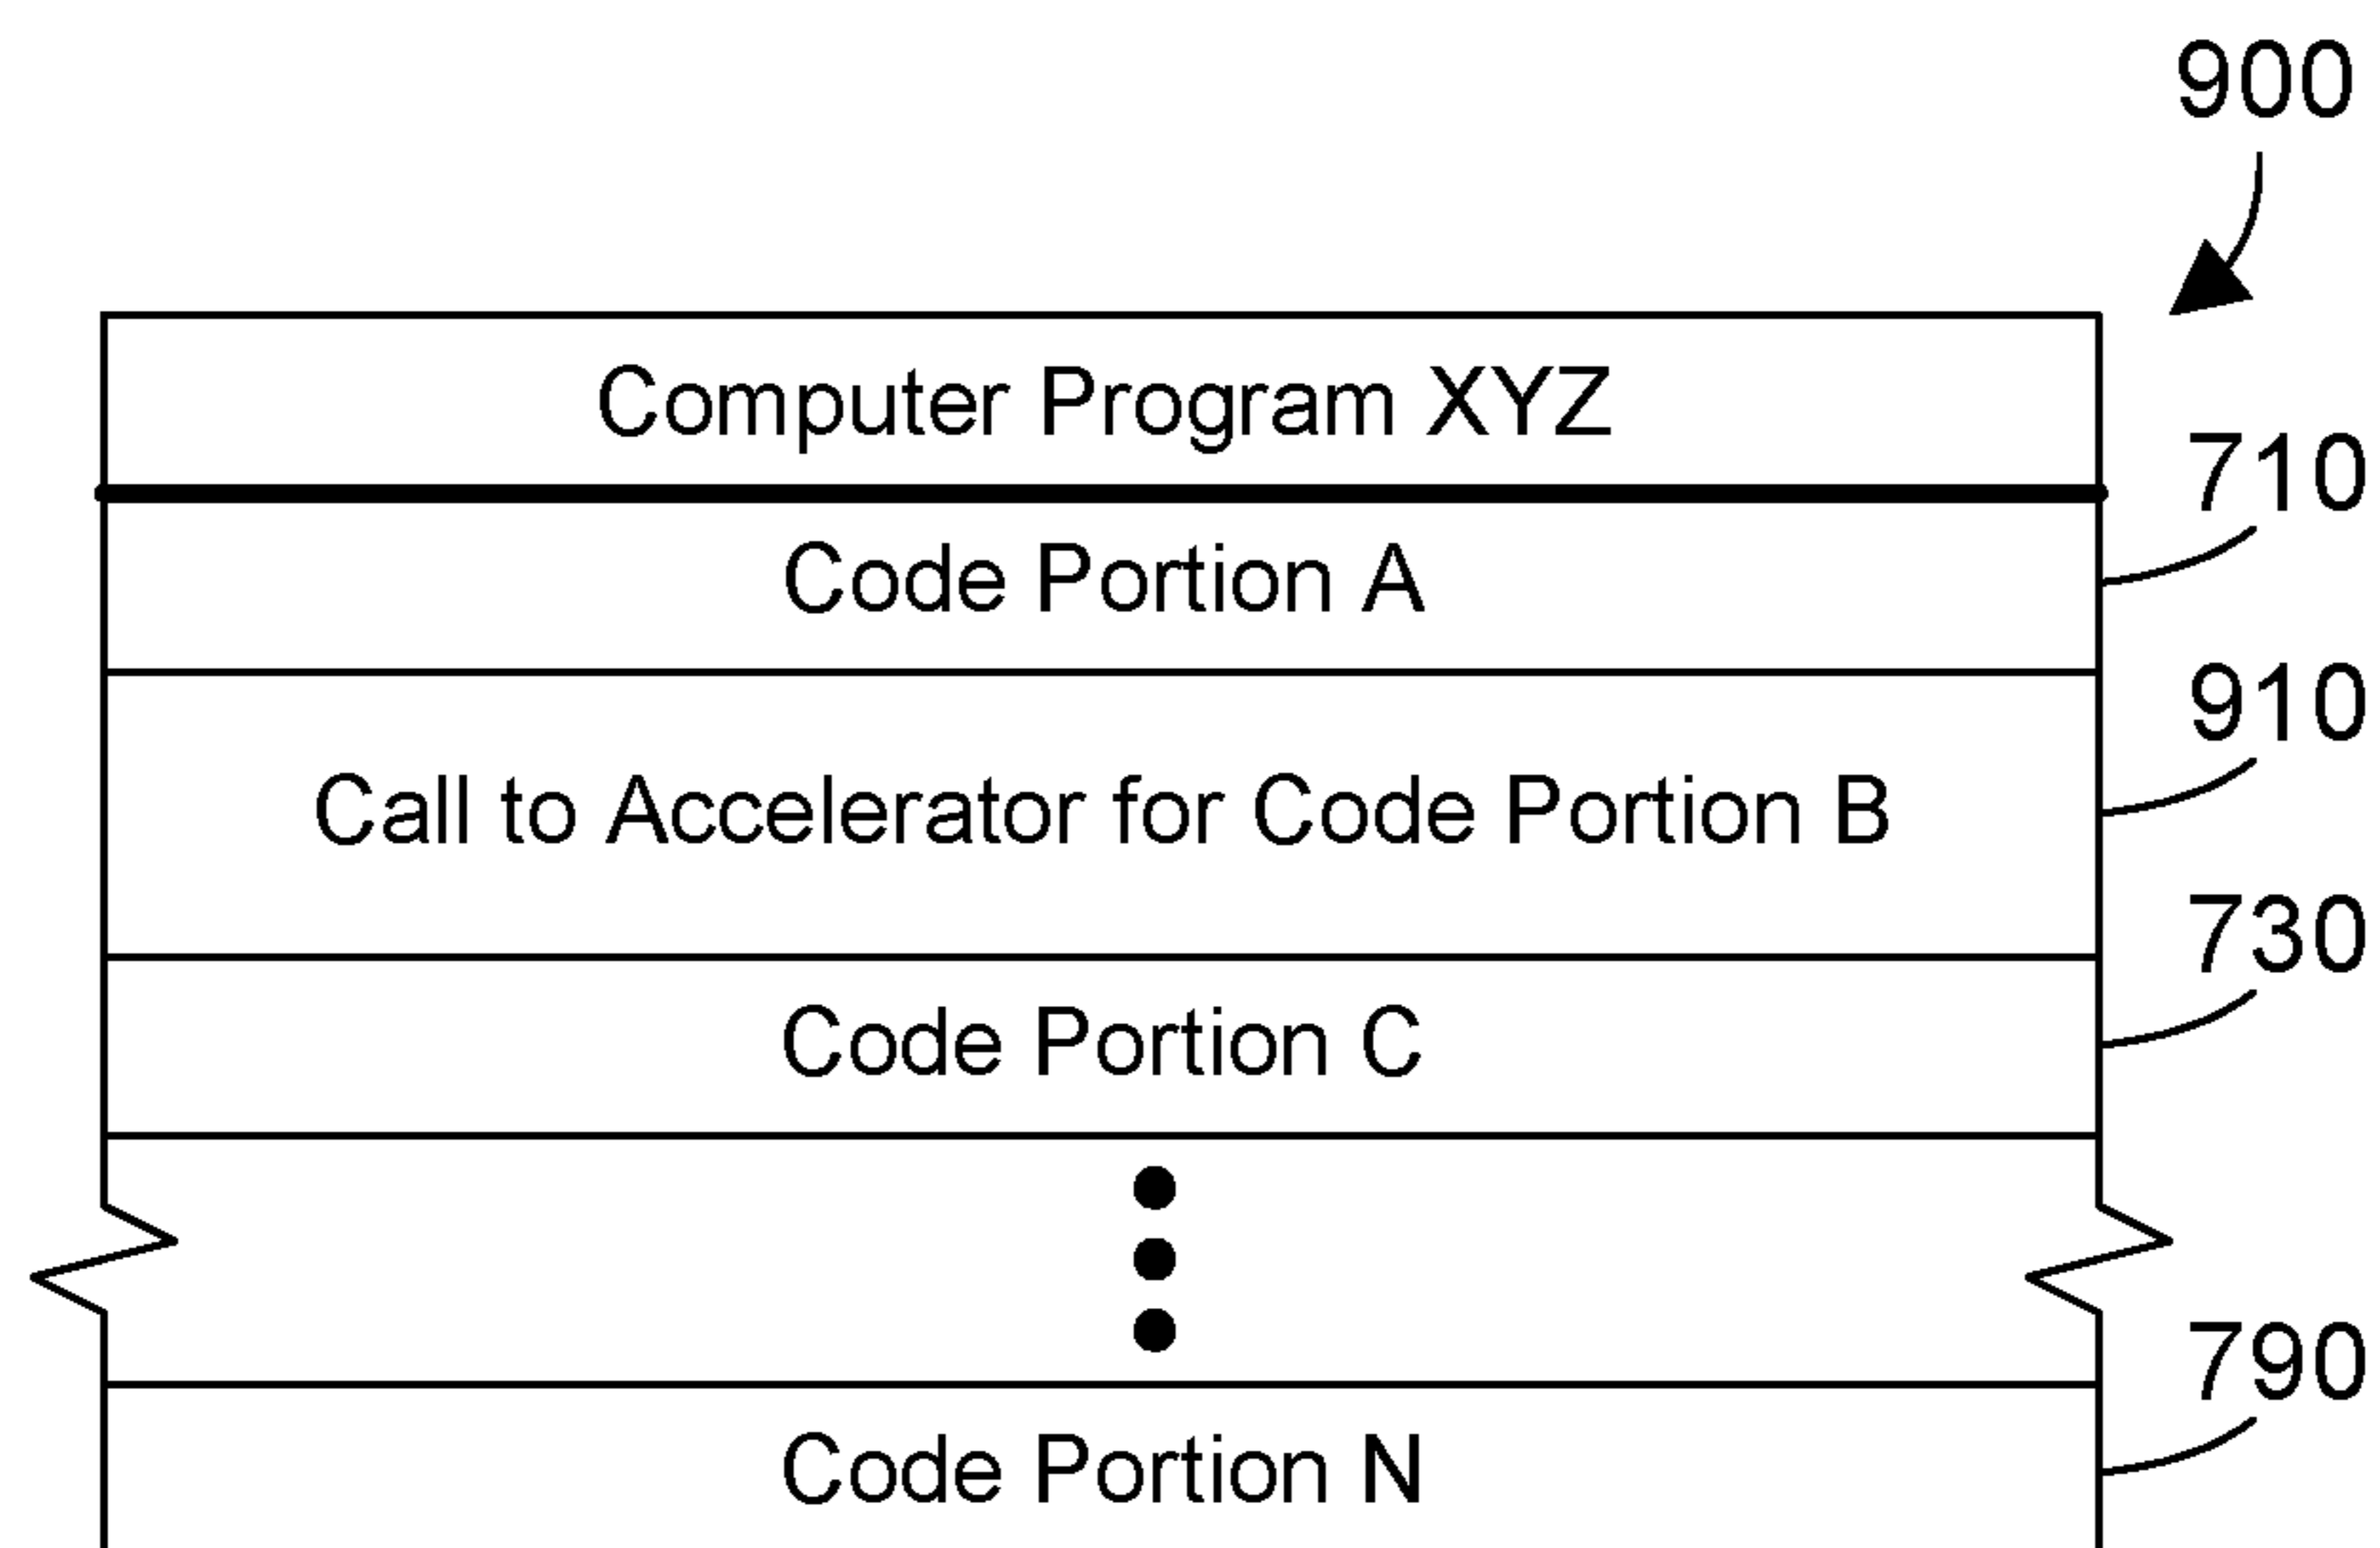 900
Computer Program XYZ
710
Code Portion A
910
Call to Accelerator for Code Portion B
730
Code Portion C
790
Code Portion N